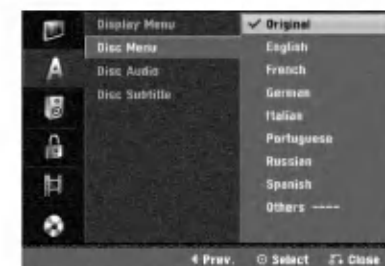 Display Menu
Disc Menu
Disc Audio
Disc Subtitle
✓ Original
English
French
German
Italian
Portuguese
Russian
Spanish
Others ----
Prev.
Select
Close